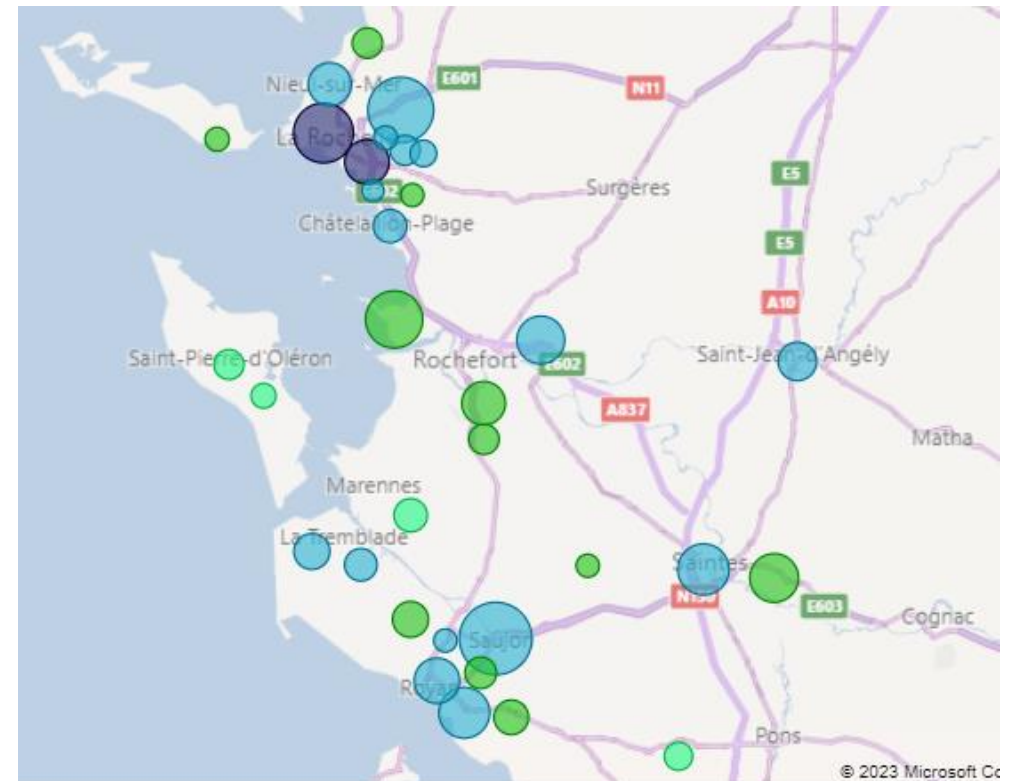 E601
Nieul-sur-Mer
N11
La Roc
E5
Surgères
Châtelaillon-Plage
E5
A10
Saint-Pierre-d'Oléron
Rochefort
E602
Saint-Jean-d'Angély
A837
Matha
Marennes
La Tremblade
Saintes
N150
E603
Cognac
Saujon
Royan
Pons
© 2023 Microsoft Co